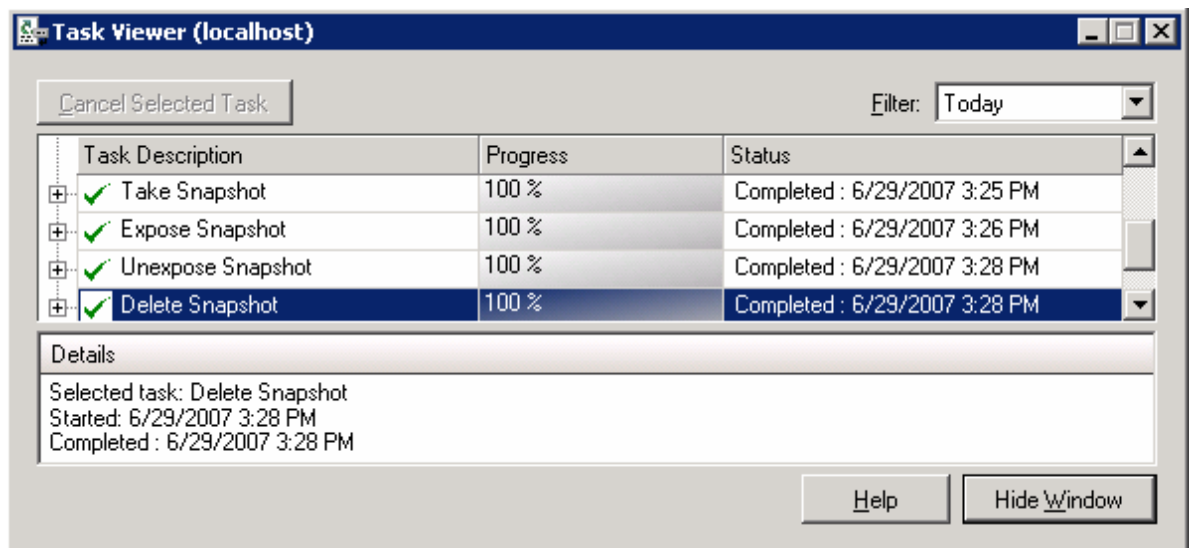 Task Viewer (localhost)
Cancel Selected Task
Filter: Today
Task Description Progress Status
Take Snapshot 100 % Completed : 6/29/2007 3:25 PM
Expose Snapshot 100 % Completed : 6/29/2007 3:26 PM
Unexpose Snapshot 100 % Completed : 6/29/2007 3:28 PM
Delete Snapshot 100 % Completed : 6/29/2007 3:28 PM
Details
Selected task: Delete Snapshot
Started: 6/29/2007 3:28 PM
Completed : 6/29/2007 3:28 PM
Help Hide Window